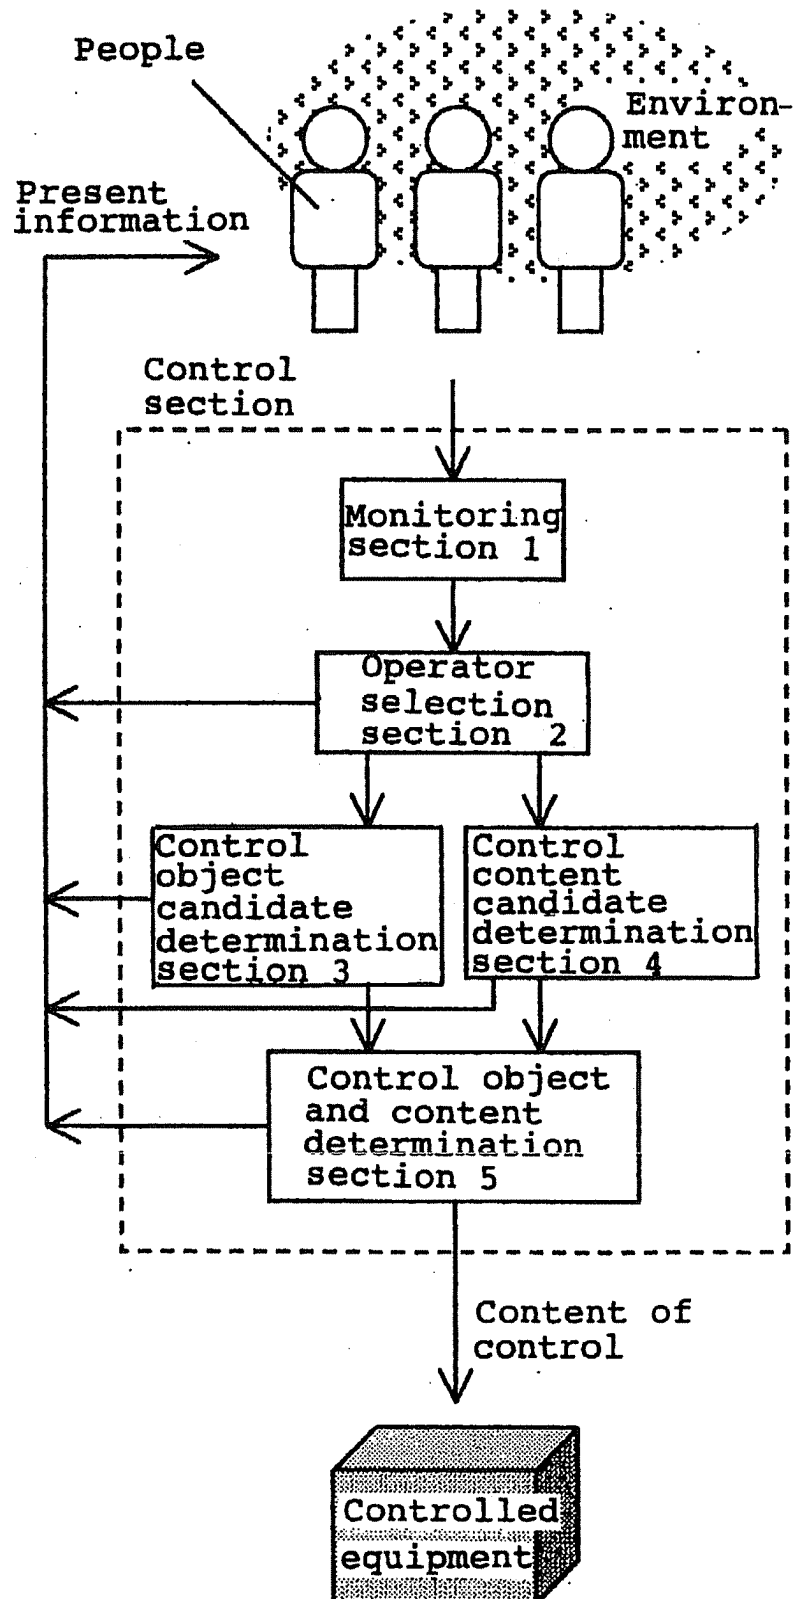 People
Environ-
ment
Present
information
Control
section
Monitoring
section 1
Operator
selection
section 2
Control
object
candidate
determination
section 3
Control
content
candidate
determination
section 4
Control object
and content
determination
section 5
Content of
control
Controlled
equipment